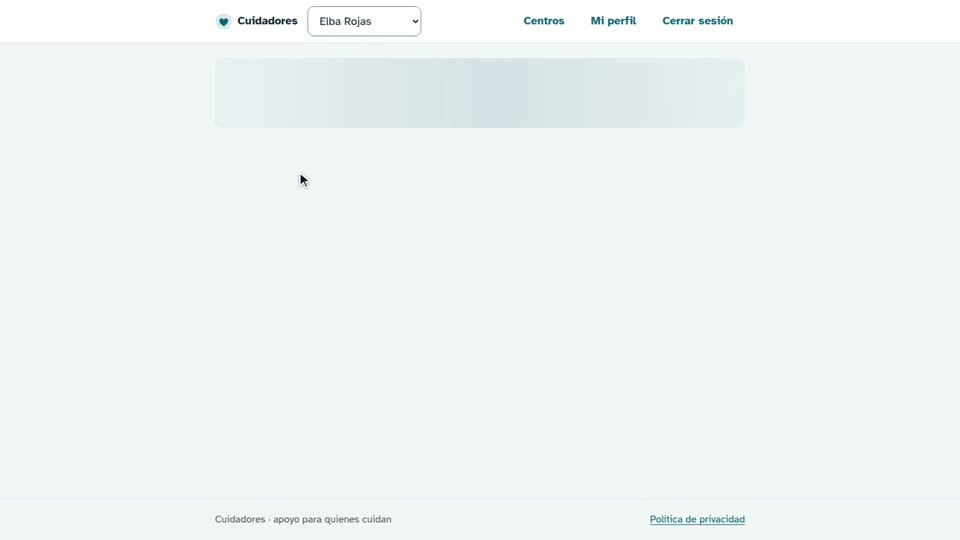 Cuidadores
Elba Rojas
Centros
Mi perfil
Cerrar sesión
Cuidadores · apoyo para quienes cuidan
Política de privacidad